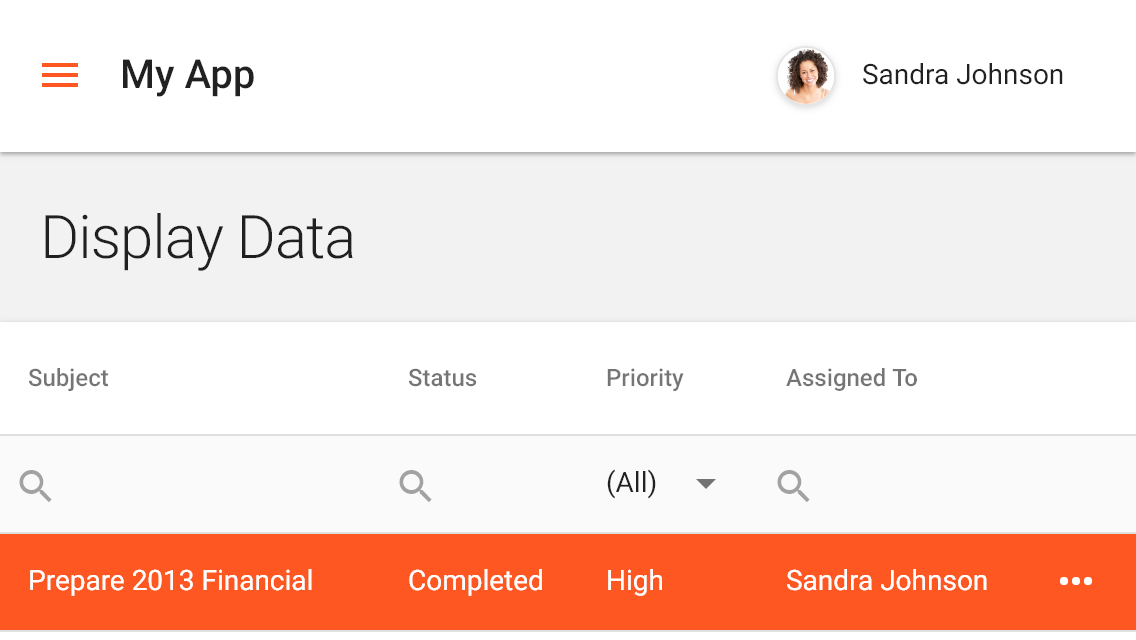 My App Sandra Johnson
Display Data
Subject Status Priority Assigned To
(All)
Prepare 2013 Financial Completed High Sandra Johnson